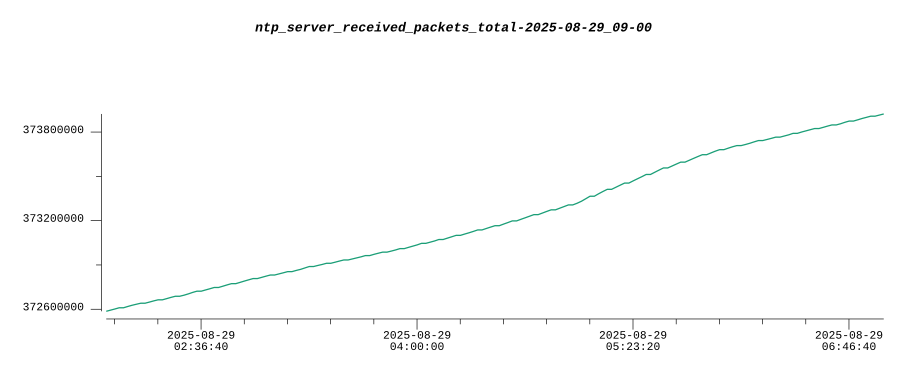 ntp_server_received_packets_total-2025-08-29_09-00
373800000
373200000
372600000
2025-08-29 2025-08-29 2025-08-29 2025-08-29
02:36:40 04:00:00 05:23:20 06:46:40